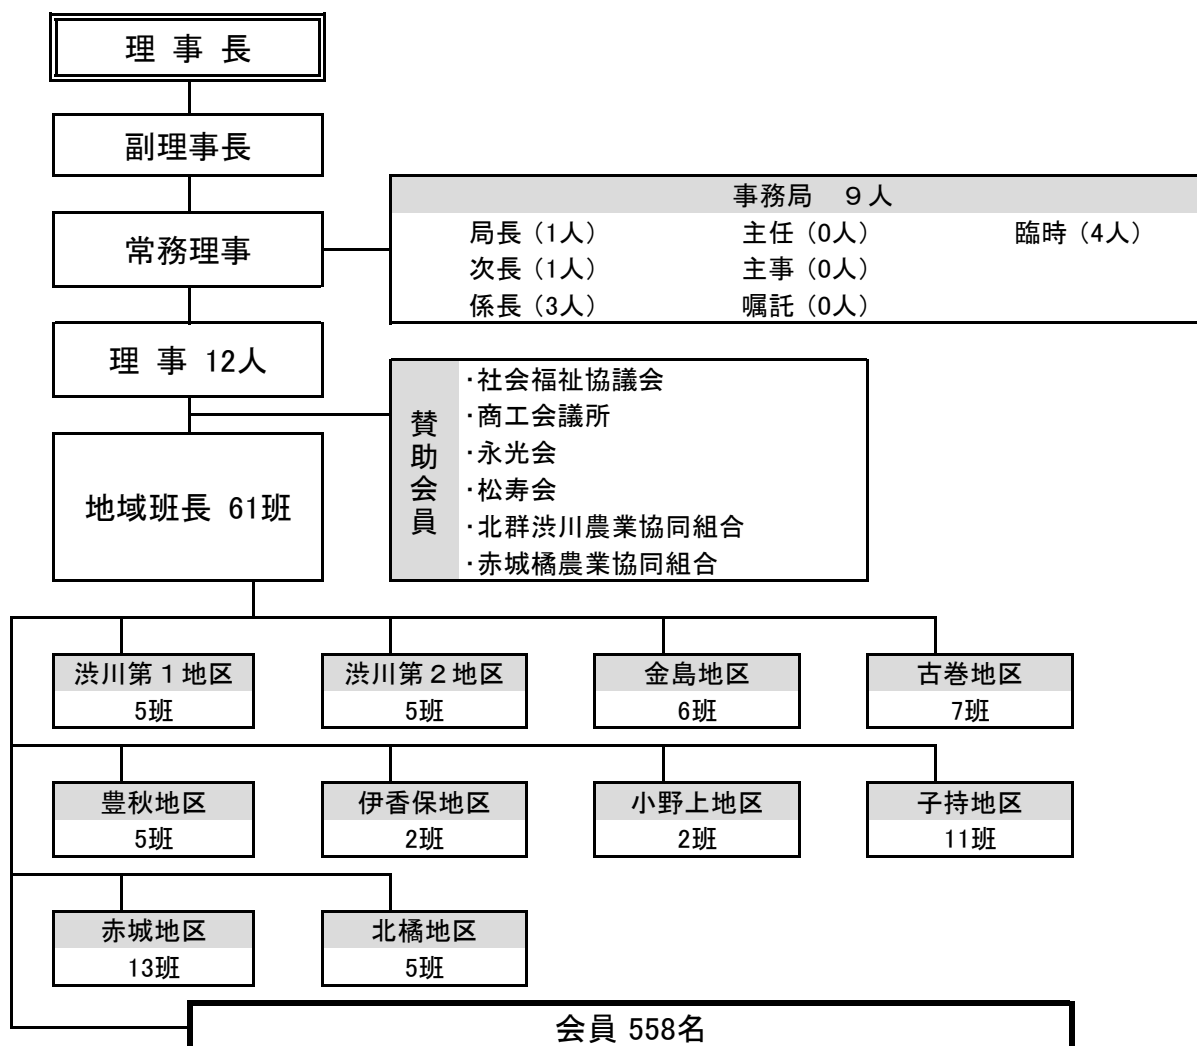 理 事 長
副理事長
常務理事
事務局　９人
局長（1人）　主任（0人）　臨時（4人）
次長（1人）　主事（0人）
係長（3人）　嘱託（0人）
理 事 12人
賛助会員
・社会福祉協議会
・商工会議所
・永光会
・松寿会
・北群渋川農業協同組合
・赤城橘農業協同組合
地域班長 61班
渋川第１地区　渋川第２地区　金島地区　古巻地区
5班　5班　6班　7班
豊秋地区　伊香保地区　小野上地区　子持地区
5班　2班　2班　11班
赤城地区　北橘地区
13班　5班
会員 558名